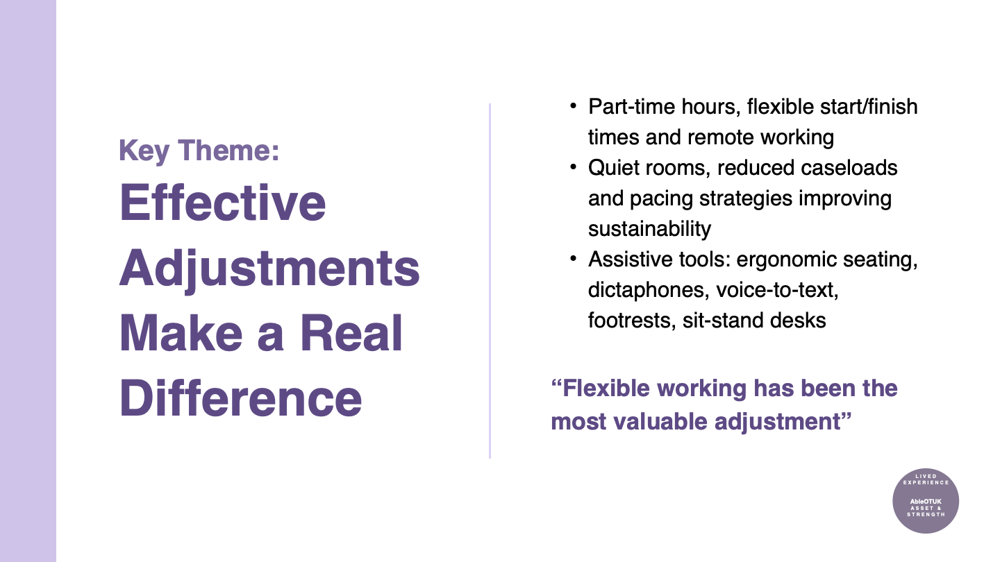 Key Theme:
Effective
Adjustments
Make a Real
Difference
• Part-time hours, flexible start/finish
times and remote working
• Quiet rooms, reduced caseloads
and pacing strategies improving
sustainability
• Assistive tools: ergonomic seating,
dictaphones, voice-to-text,
footrests, sit-stand desks
“Flexible working has been the
most valuable adjustment”
LIVED
EXPERIENCE
AbleOTUK
ASSET &
STRENGTH